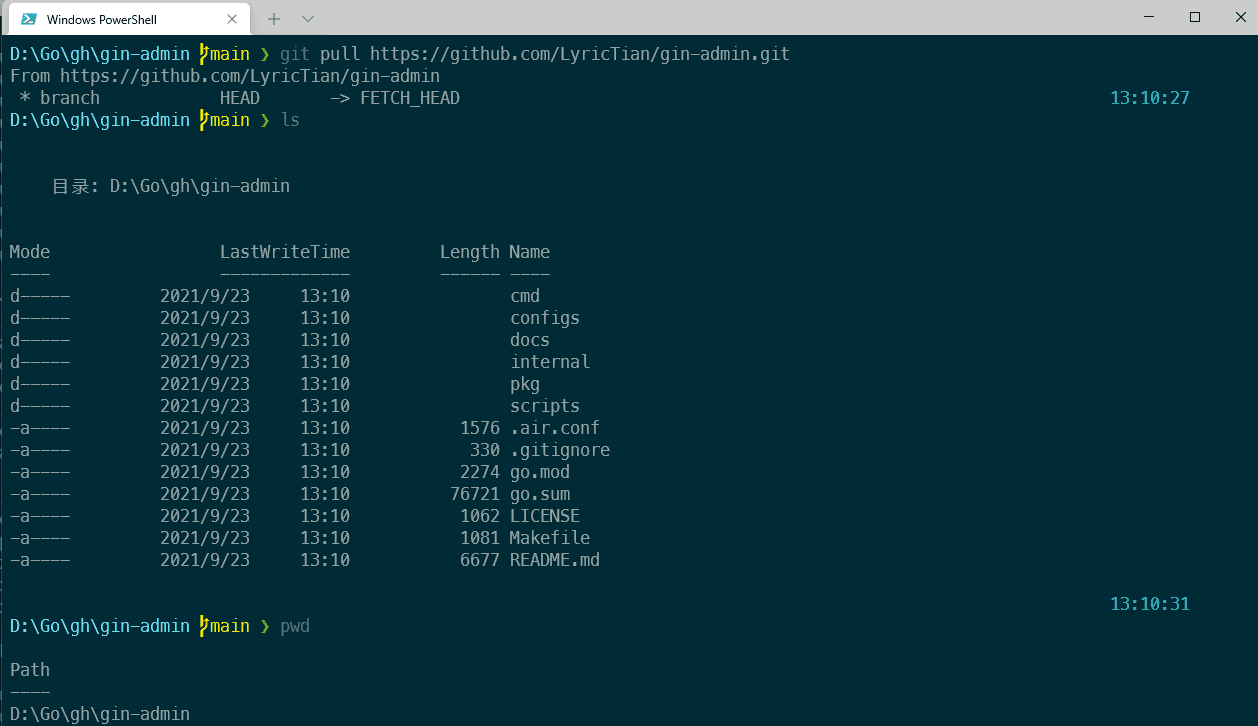 Windows PowerShell
D:\Go\gh\gin-admin main ❯ git pull https://github.com/LyricTian/gin-admin.git
From https://github.com/LyricTian/gin-admin
 * branch            HEAD       -> FETCH_HEAD 13:10:27
D:\Go\gh\gin-admin main ❯ ls
目录: D:\Go\gh\gin-admin
Mode                 LastWriteTime         Length Name
----                 -------------         ------ ----
d-----         2021/9/23     13:10                cmd
d-----         2021/9/23     13:10                configs
d-----         2021/9/23     13:10                docs
d-----         2021/9/23     13:10                internal
d-----         2021/9/23     13:10                pkg
d-----         2021/9/23     13:10                scripts
-a----         2021/9/23     13:10           1576 .air.conf
-a----         2021/9/23     13:10            330 .gitignore
-a----         2021/9/23     13:10           2274 go.mod
-a----         2021/9/23     13:10          76721 go.sum
-a----         2021/9/23     13:10           1062 LICENSE
-a----         2021/9/23     13:10           1081 Makefile
-a----         2021/9/23     13:10           6677 README.md
13:10:31
D:\Go\gh\gin-admin main ❯ pwd
Path
----
D:\Go\gh\gin-admin